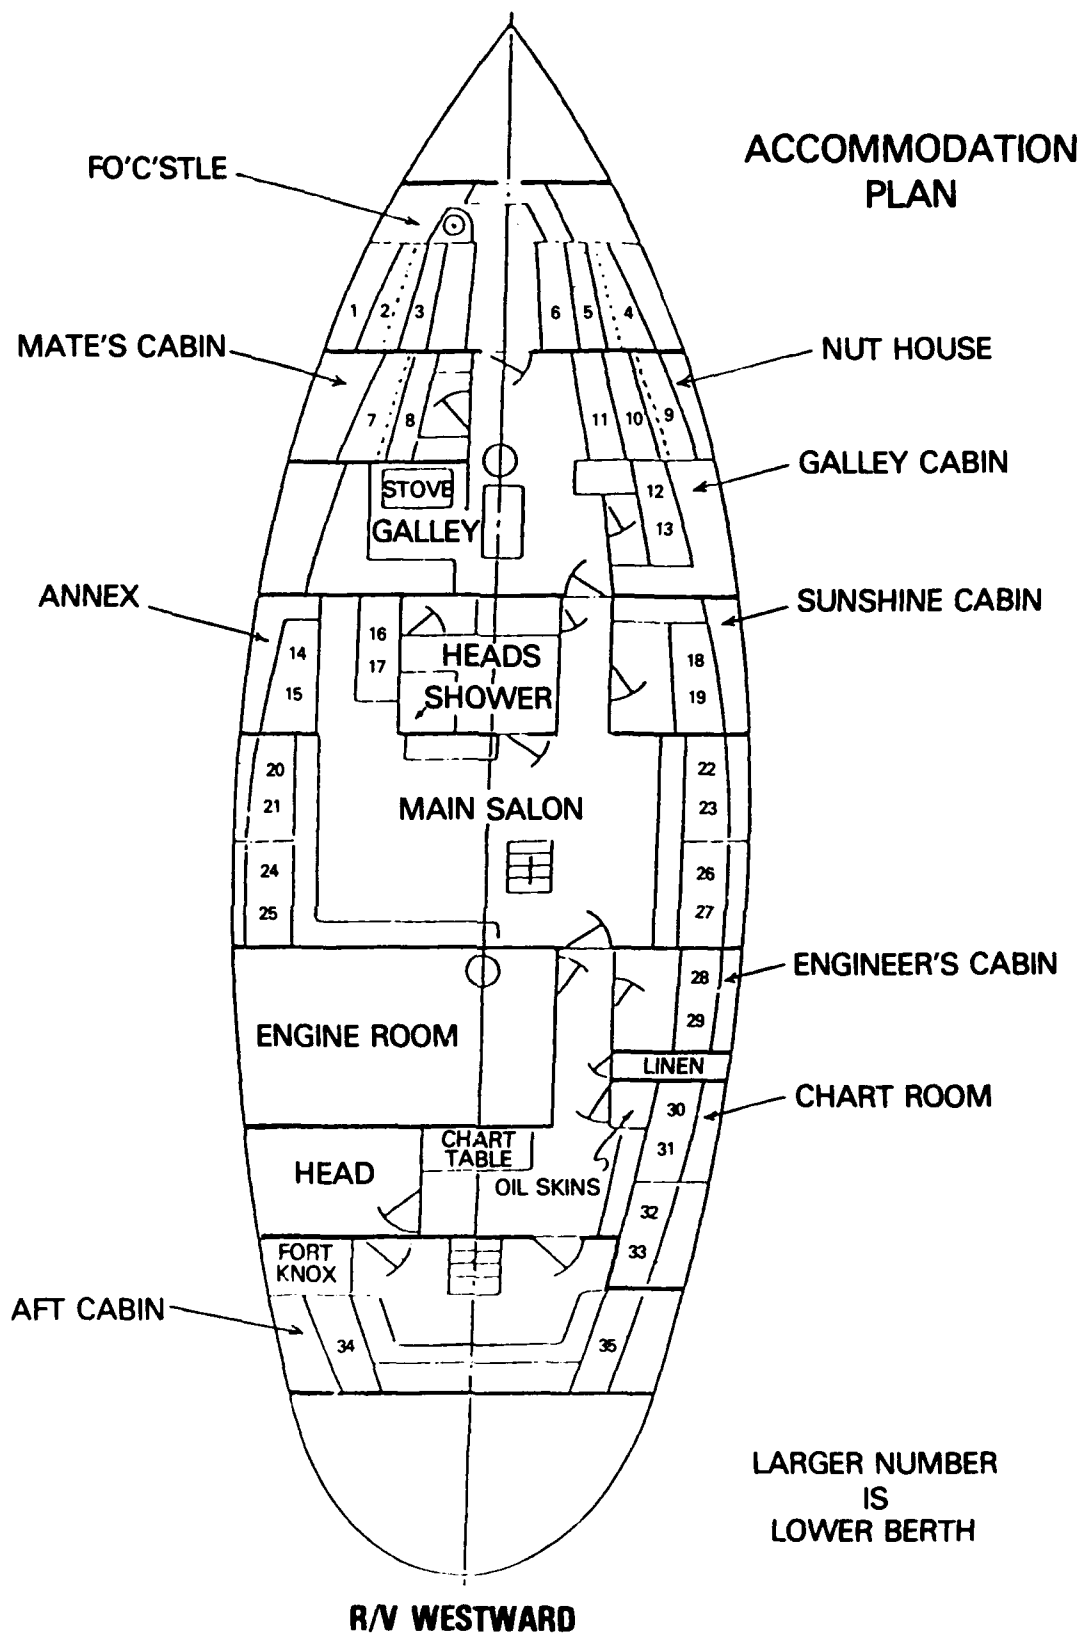 ACCOMMODATION
PLAN
FO'C'STLE
1 2 3 6 5 4
MATE'S CABIN
NUT HOUSE
7 8 11 10 9
GALLEY CABIN
STOVE
12
GALLEY
13
ANNEX
SUNSHINE CABIN
14 16 HEADS 18
15 17 SHOWER 19
20 22
21 MAIN SALON 23
24 26
25 27
ENGINEER'S CABIN
28
29
ENGINE ROOM
LINEN
CHART ROOM
30
31
CHART
TABLE
HEAD
OIL SKINS
32
33
FORT
KNOX
AFT CABIN
34 35
LARGER NUMBER
IS
LOWER BERTH
R/V WESTWARD